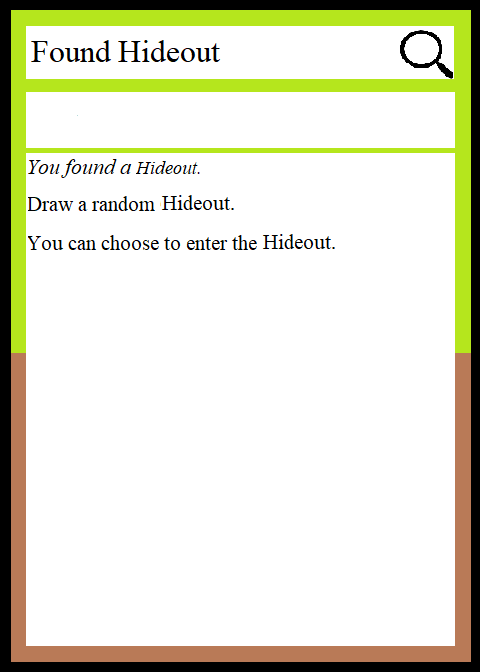 Found Hideout
You found a Hideout.
Draw a random Hideout.
You can choose to enter the Hideout.